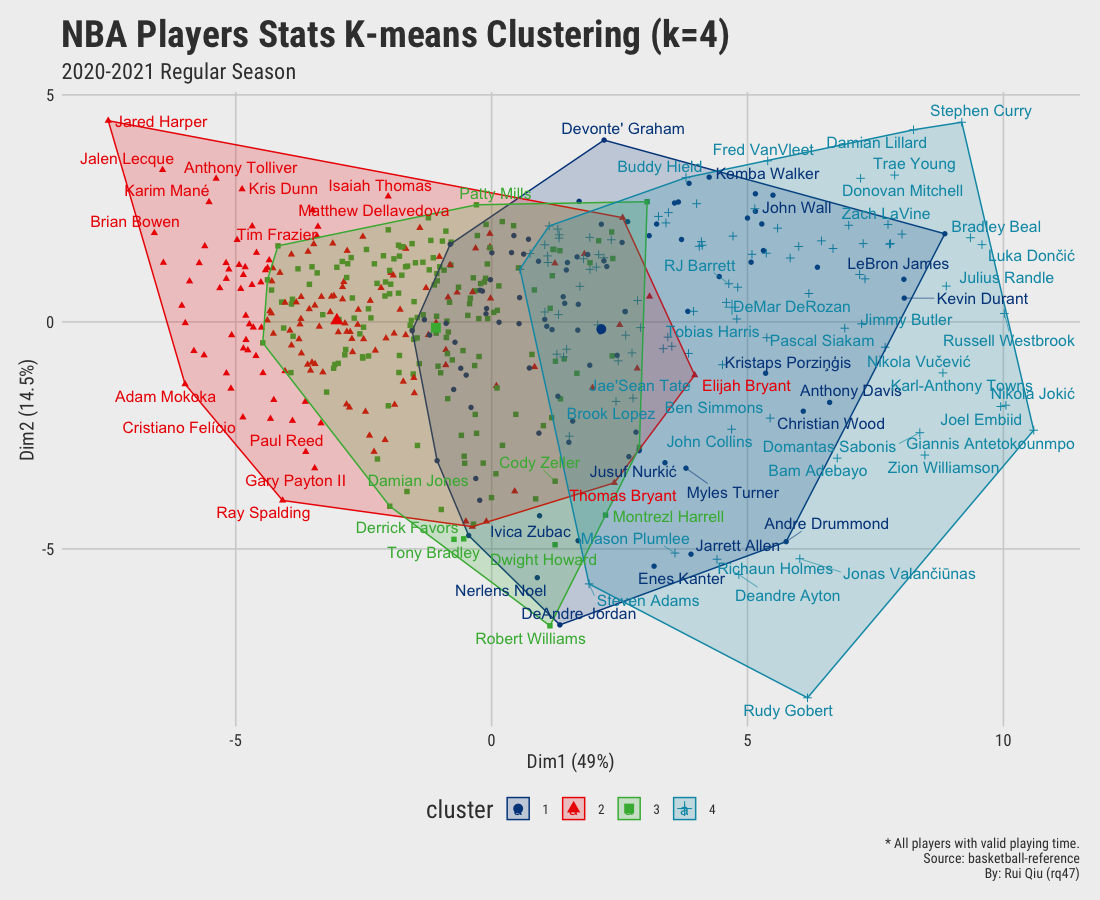 NBA Players Stats K-means Clustering (k=4)
2020-2021 Regular Season
5
Stephen Curry
Jared Harper
Devonte' Graham
Damian Lillard
Fred VanVleet
Jalen Lecque
Trae Young
Anthony Tolliver
Buddy Hield
Kemba Walker
Isaiah Thomas
Karim Mané
Kris Dunn
Patty Mills
Donovan Mitchell
John Wall
Matthew Dellavedova
Zach LaVine
Brian Bowen
Bradley Beal
Tim Frazier
Luka Dončić
RJ Barrett
LeBron James
Julius Randle
Kevin Durant
DeMar DeRozan
0
Jimmy Butler
Tobias Harris
Pascal Siakam
Russell Westbrook
Kristaps Porziņģis
Nikola Vučević
Jae'Sean Tate
Elijah Bryant
Karl-Anthony Towns
Anthony Davis
Nikola Jokić
Adam Mokoka
Ben Simmons
Brook Lopez
Joel Embiid
Christian Wood
Cristiano Felício
Paul Reed
John Collins
Domantas Sabonis
Giannis Antetokounmpo
Cody Zeller
Jusuf Nurkić
Bam Adebayo
Zion Williamson
Gary Payton II
Damian Jones
Myles Turner
Thomas Bryant
Ray Spalding
Montrezl Harrell
Andre Drummond
Derrick Favors
Ivica Zubac
Mason Plumlee
Jarrett Allen
-5
Tony Bradley
Dwight Howard
Richaun Holmes
Jonas Valančiūnas
Enes Kanter
Nerlens Noel
Deandre Ayton
Steven Adams
DeAndre Jordan
Robert Williams
Rudy Gobert
-5
0
5
10
Dim2 (14.5%)
Dim1 (49%)
cluster
a 1
a 2
a 3
a 4
* All players with valid playing time.
Source: basketball-reference
By: Rui Qiu (rq47)